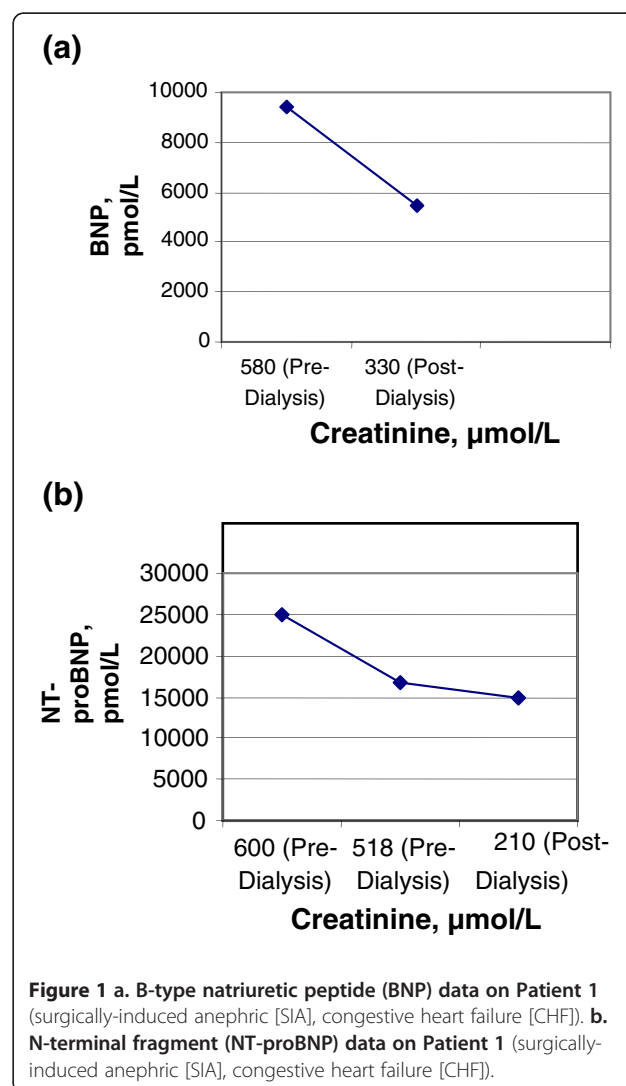 (a)
10000
8000
6000
4000
2000
0
BNP,
pmol/L
580 (Pre-
Dialysis)
330 (Post-
Dialysis)
Creatinine, µmol/L
(b)
30000
25000
20000
15000
10000
5000
0
NT-
proBNP,
pmol/L
600 (Pre-
Dialysis)
518 (Pre-
Dialysis)
210 (Post-
Dialysis)
Creatinine, µmol/L
Figure 1 a. B-type natriuretic peptide (BNP) data on Patient 1
(surgically-induced anephric [SIA], congestive heart failure [CHF]). b.
N-terminal fragment (NT-proBNP) data on Patient 1 (surgically-
induced anephric [SIA], congestive heart failure [CHF]).